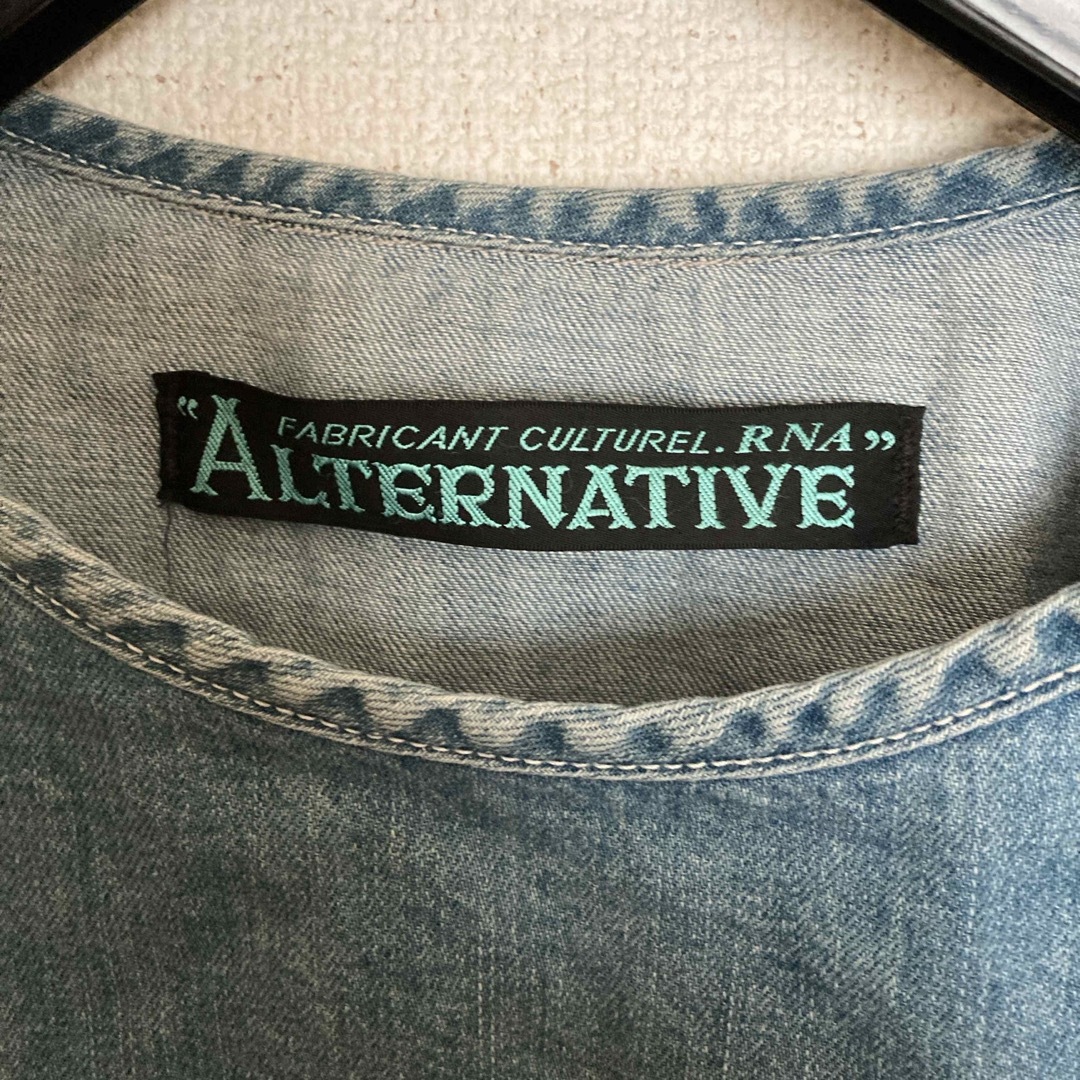 “ FABRICANT CULTUREL. RNA ”
ALTERNATIVE